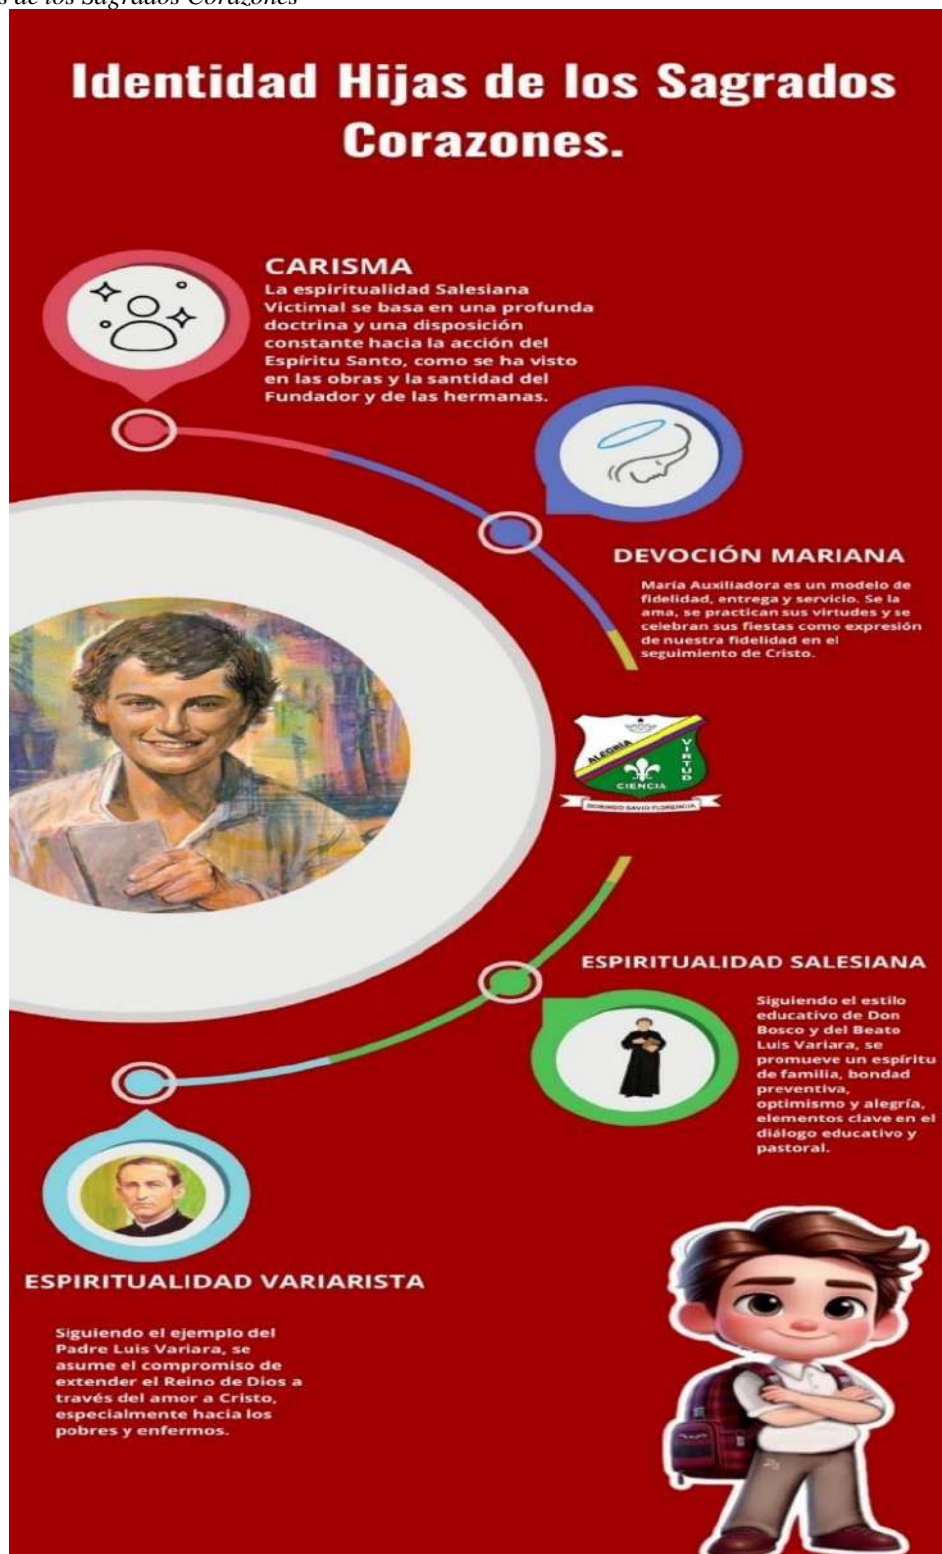 s de los Sagrados Corazones
Identidad Hijas de los Sagrados
Corazones.
CARISMA
La espiritualidad Salesiana
Victimal se basa en una profunda
doctrina y una disposición
constante hacia la acción del
Espíritu Santo, como se ha visto
en las obras y la santidad del
Fundador y de las hermanas.
DEVOCIÓN MARIANA
María Auxiliadora es un modelo de
fidelidad, entrega y servicio. Se la
ama, se practican sus virtudes y se
celebran sus fiestas como expresión
de nuestra fidelidad en el
seguimiento de Cristo.
ALEGRIA
VIRTUD
CIENCIA
DOMINGO SAVIO FLORENCIA
ESPIRITUALIDAD SALESIANA
Siguiendo el estilo
educativo de Don
Bosco y del Beato
Luis Variara, se
promueve un espíritu
de familia, bondad
preventiva,
optimismo y alegría,
elementos clave en el
diálogo educativo y
pastoral.
ESPIRITUALIDAD VARIARISTA
Siguiendo el ejemplo del
Padre Luis Variara, se
asume el compromiso de
extender el Reino de Dios a
través del amor a Cristo,
especialmente hacia los
pobres y enfermos.